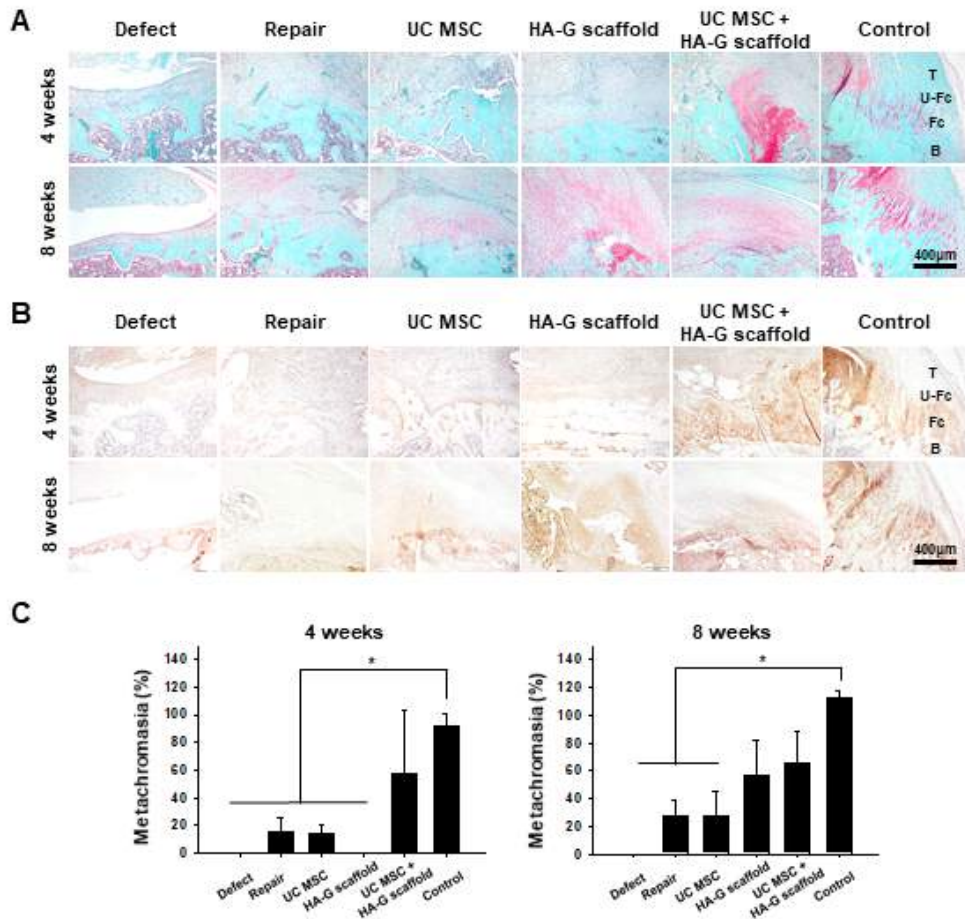 A
Defect Repair UC MSC HA-G scaffold UC MSC + HA-G scaffold Control
4 weeks
T
U-Fc
Fc
B
8 weeks
400µm
B
Defect Repair UC MSC HA-G scaffold UC MSC + HA-G scaffold Control
4 weeks
T
U-Fc
Fc
B
8 weeks
400µm
C
4 weeks
Metachromasia (%)
140
120
100
80
60
40
20
0
*
Defect
Repair
UC MSC
HA-G scaffold
UC MSC +
HA-G scaffold
Control
8 weeks
Metachromasia (%)
140
120
100
80
60
40
20
0
*
Defect
Repair
UC MSC
HA-G scaffold
UC MSC +
HA-G scaffold
Control